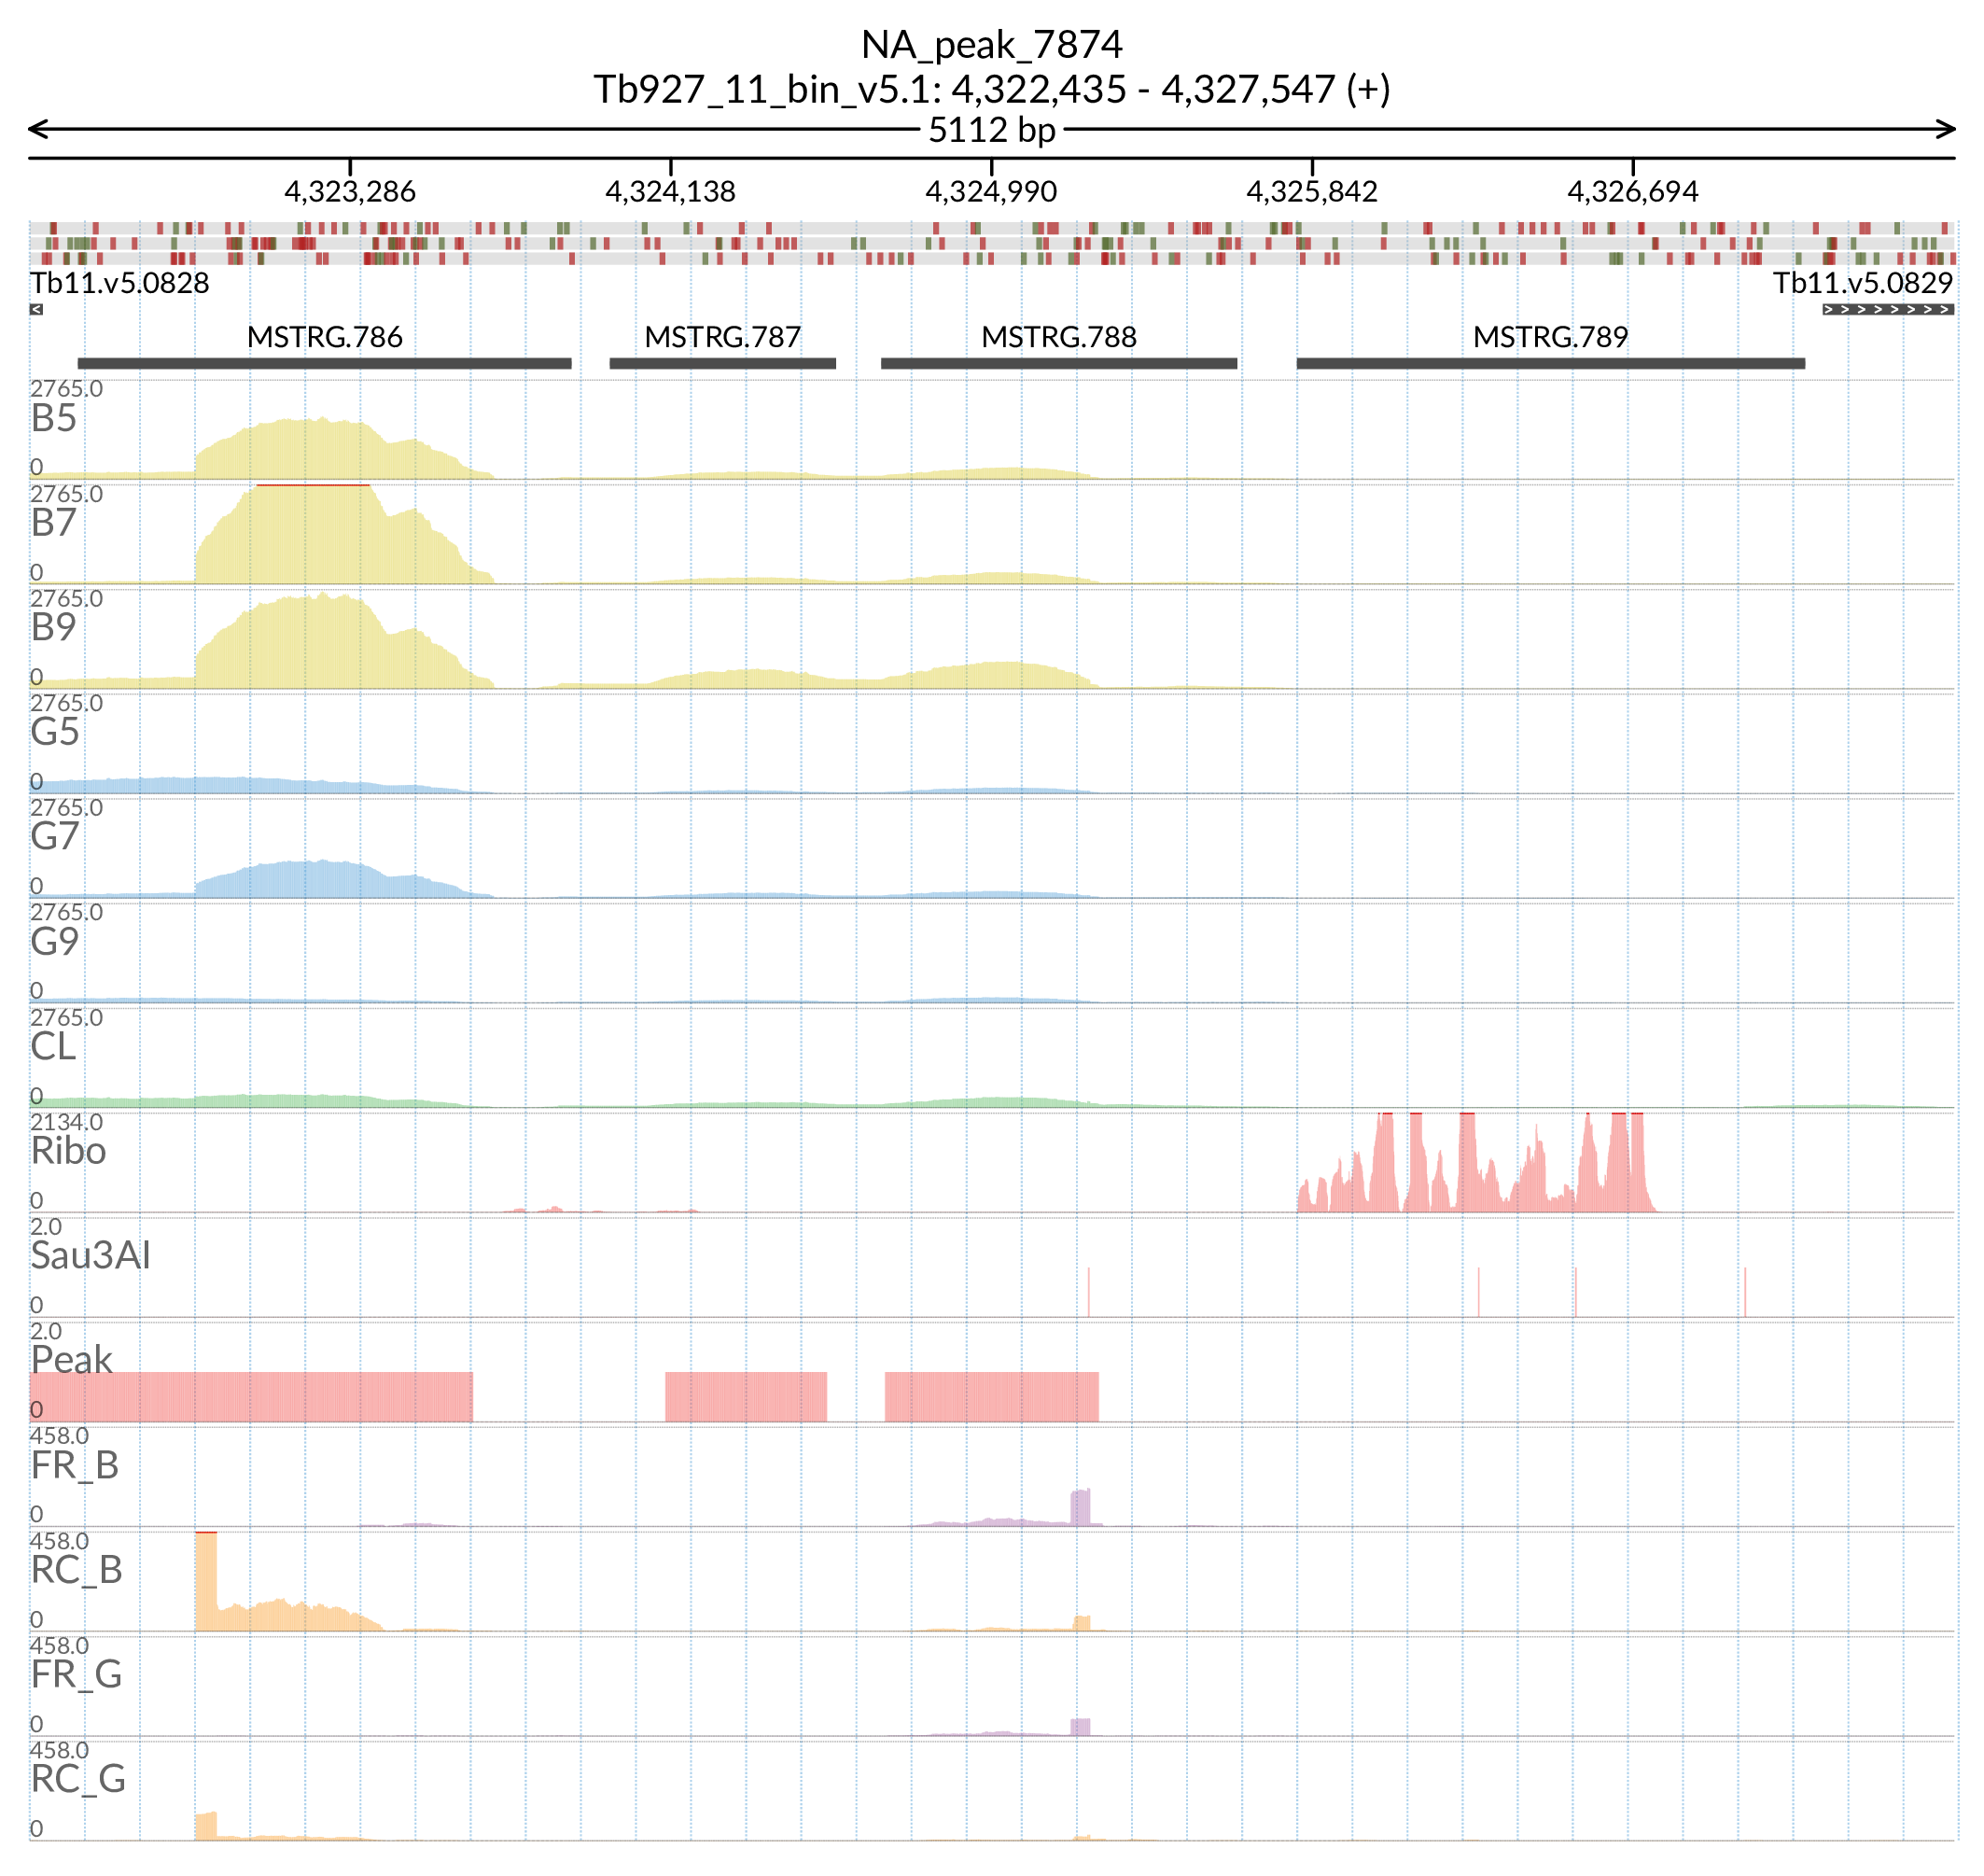 NA_peak_7874
Tb927_11_bin_v5.1: 4,322,435 - 4,327,547 (+)
5112 bp
4,323,286 4,324,138 4,324,990 4,325,842 4,326,694
Tb11.v5.0828 Tb11.v5.0829
MSTRG.786 MSTRG.787 MSTRG.788 MSTRG.789
2765.0
B5
0
2765.0
B7
0
2765.0
B9
0
2765.0
G5
0
2765.0
G7
0
2765.0
G9
0
2765.0
CL
0
2134.0
Ribo
0
2.0
Sau3AI
0
2.0
Peak
0
458.0
FR_B
0
458.0
RC_B
0
458.0
FR_G
0
458.0
RC_G
0